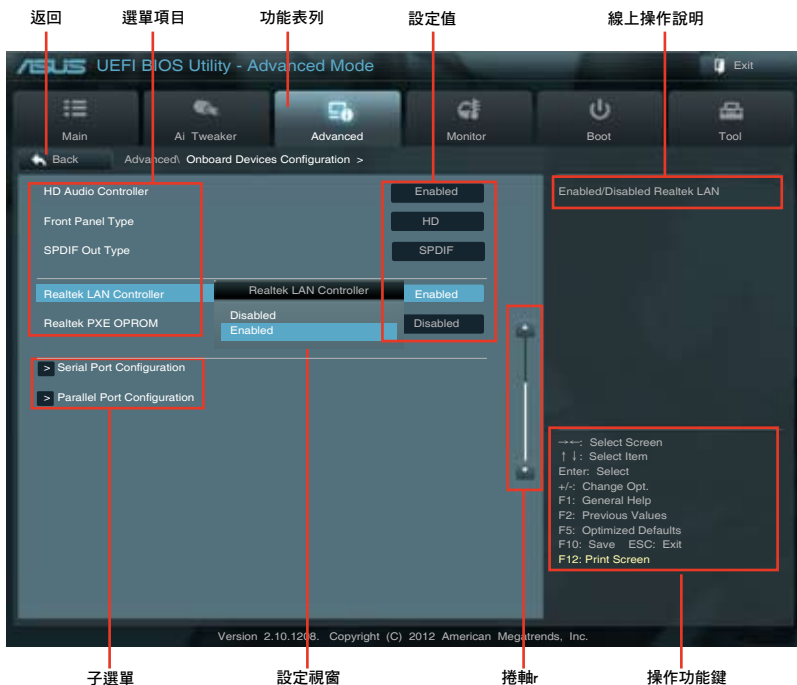 返回 選單項目 功能表列 設定值 線上操作說明
ASUS UEFI BIOS Utility - Advanced Mode Exit
Main Ai Tweaker Advanced Monitor Boot Tool
Back Advanced\ Onboard Devices Configuration >
HD Audio Controller Enabled Enabled/Disabled Realtek LAN
Front Panel Type HD
SPDIF Out Type SPDIF
Realtek LAN Controller Realtek LAN Controller Enabled
Disabled
Realtek PXE OPROM Enabled Disabled
> Serial Port Configuration
> Parallel Port Configuration
→←: Select Screen
↑↓: Select Item
Enter: Select
+/-: Change Opt.
F1: General Help
F2: Previous Values
F5: Optimized Defaults
F10: Save ESC: Exit
F12: Print Screen
Version 2.10.1208. Copyright (C) 2012 American Megatrends, Inc.
子選單 設定視窗 捲軸r 操作功能鍵